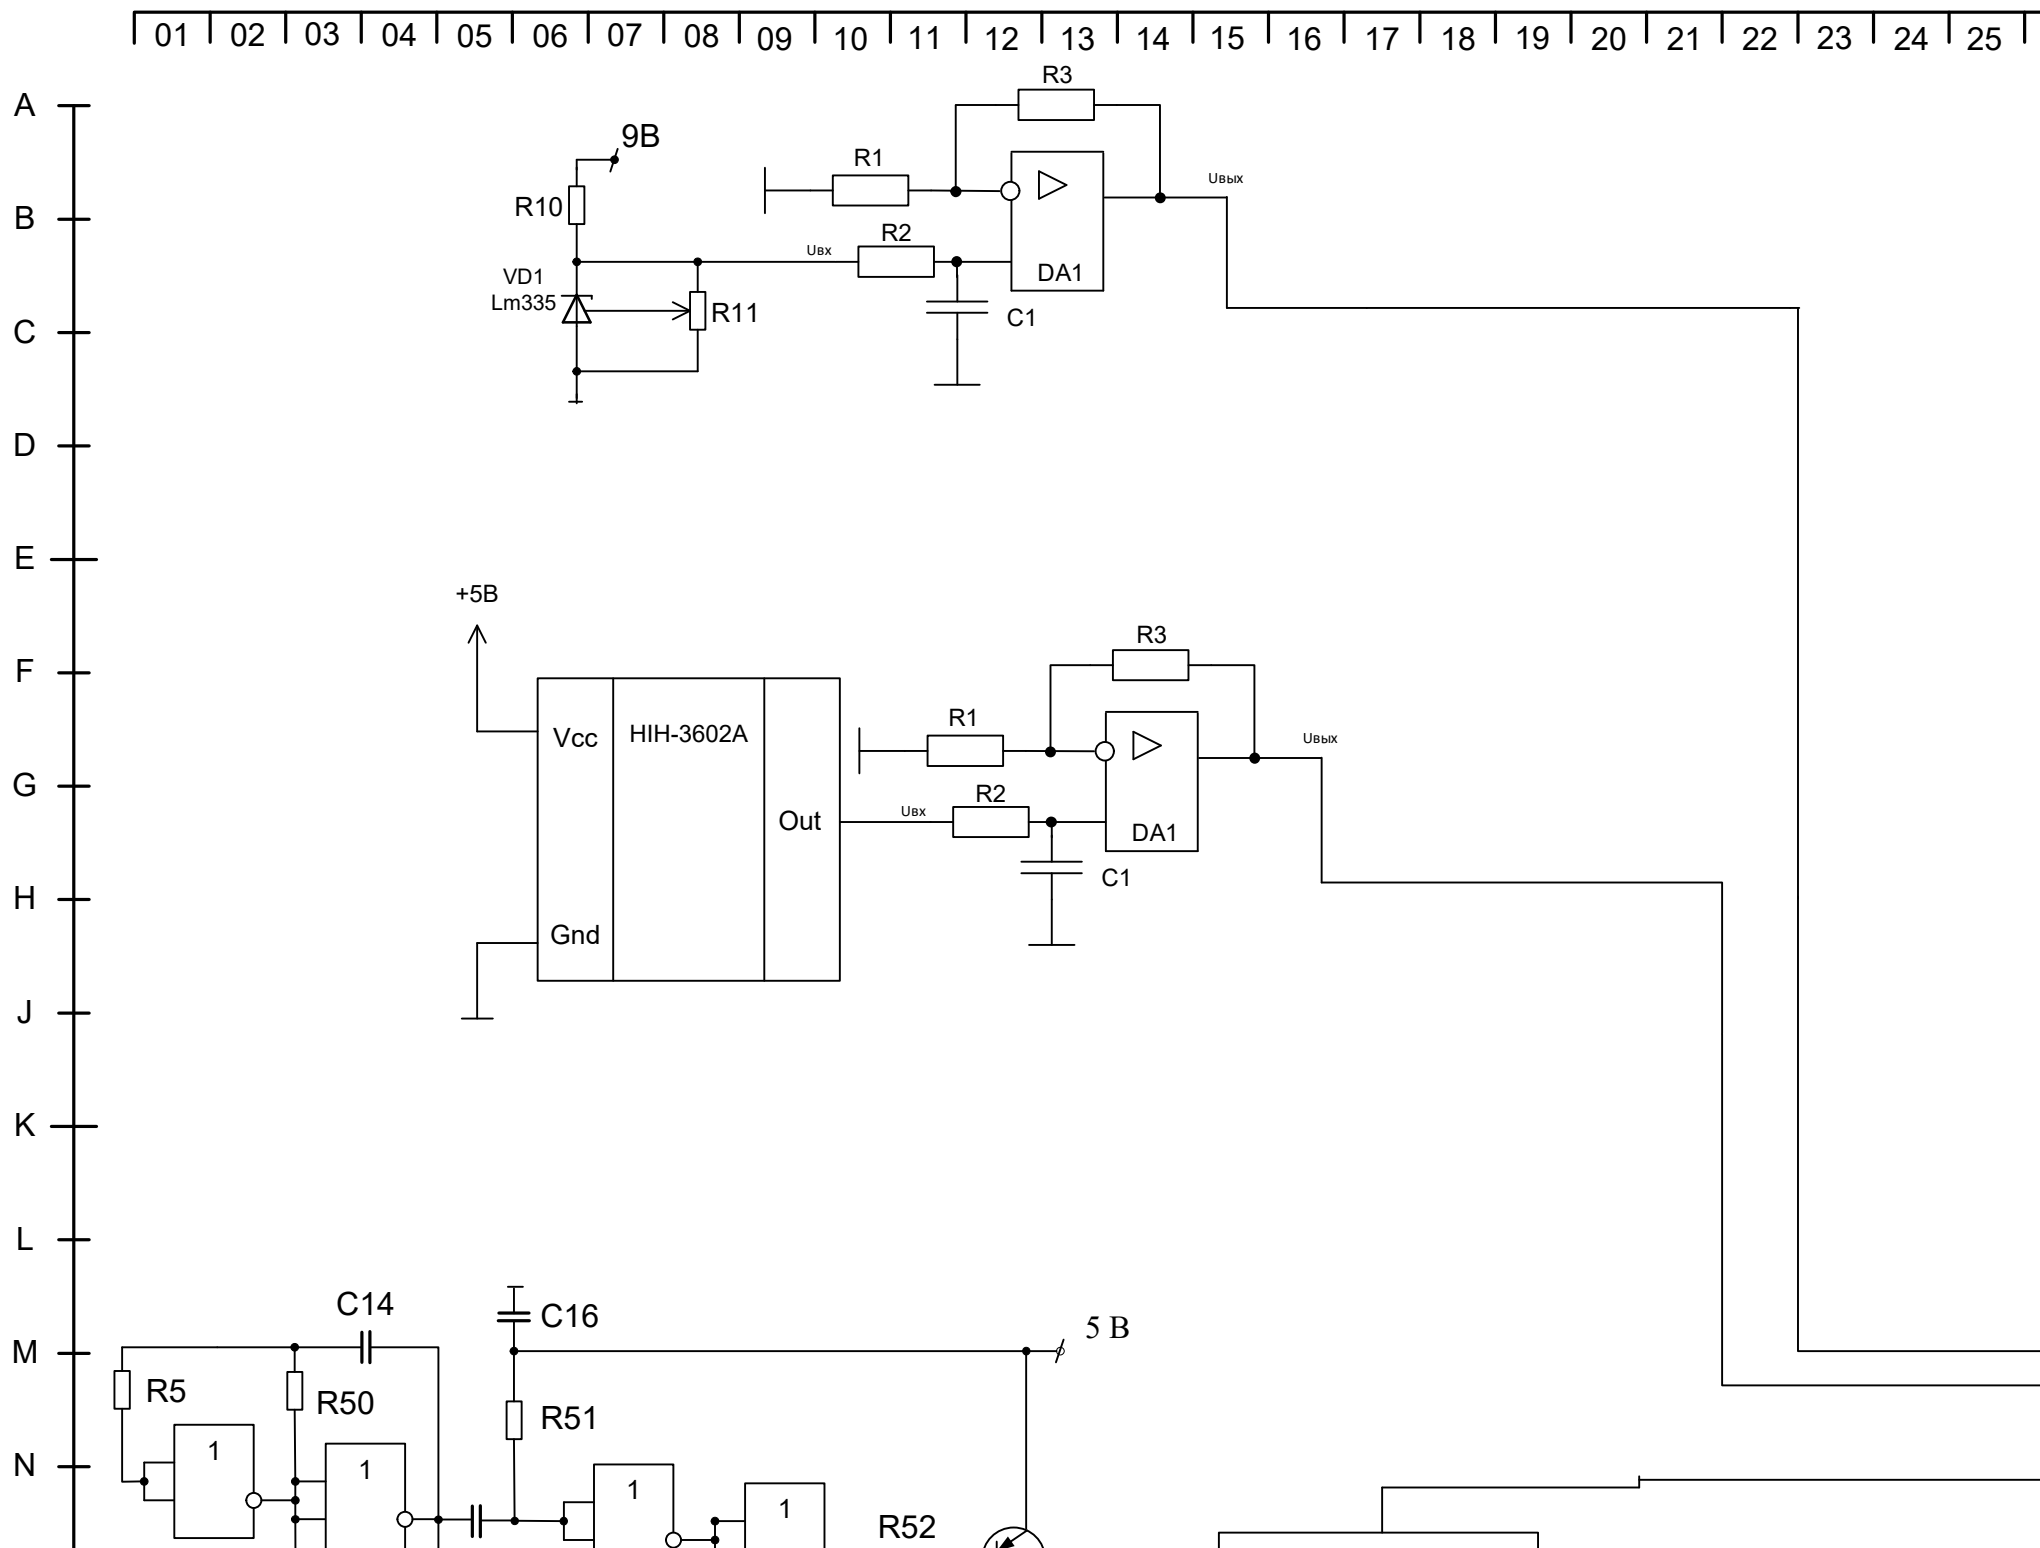 01 02 03 04 05 06 07 08 09 10 11 12 13 14 15 16 17 18 19 20 21 22 23 24 25
R3
A
9В
R1
Uвых
R10
B
R2
Uвх
VD1
DA1
Lm335
R11
C1
C
D
E
+5В
R3
F
R1
Vcc
HIH-3602A
Uвых
G
R2
Uвх
Out
DA1
C1
H
Gnd
J
K
L
C14
C16
5 В
M
R5
R50
R51
1
N
1
1
1
R52